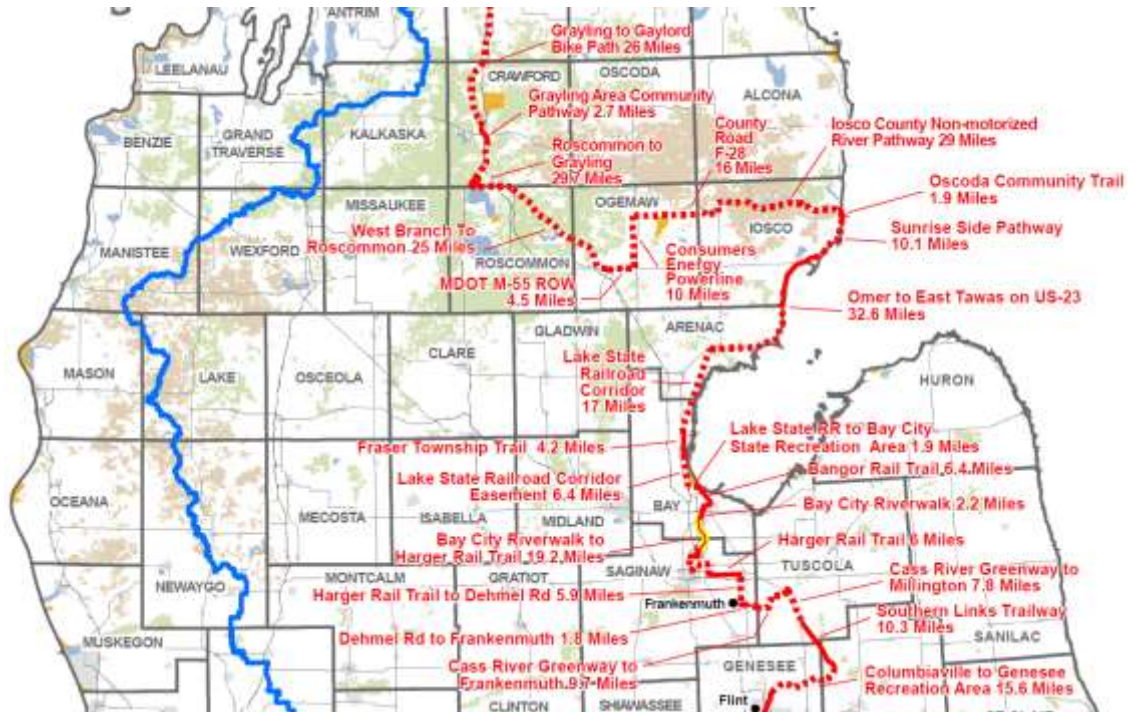 ANTRIM
Grayling to Gaylord
Bike Path 26 Miles
LEELANAU
CRAWFORD
OSCODA
Grayling Area Community
Pathway 2.7 Miles
ALCONA
BENZIE
GRAND
TRAVERSE
KALKASKA
County
Road
F-28
16 Miles
Iosco County Non-motorized
River Pathway 29 Miles
Roscommon to
Grayling
29.7 Miles
Oscoda Community Trail
1.9 Miles
MISSAUKEE
OGEMAW
IOSCO
Sunrise Side Pathway
10.1 Miles
West Branch To
Roscommon 25 Miles
MANISTEE
WEXFORD
ROSCOMMON
Consumers
Energy
Powerline
10 Miles
MDOT M-55 ROW
4.5 Miles
Omer to East Tawas on US-23
32.6 Miles
GLADWIN
ARENAC
CLARE
Lake State
Railroad
Corridor
17 Miles
MASON
LAKE
OSCEOLA
HURON
Lake State RR to Bay City
State Recreation Area 1.9 Miles
Fraser Township Trail 4.2 Miles
Bangor Rail Trail 6.4 Miles
Lake State Railroad Corridor
Easement 6.4 Miles
OCEANA
MECOSTA
ISABELLA
MIDLAND
BAY
Bay City Riverwalk 2.2 Miles
Bay City Riverwalk to
Harger Rail Trail 19.2 Miles
Harger Rail Trail 6 Miles
NEWAYGO
MONTCALM
GRATIOT
SAGINAW
TUSCOLA
Cass River Greenway to
Millington 7.8 Miles
Harger Rail Trail to Dehmel Rd 5.9 Miles
Frankenmuth
Southern Links Trailway
10.3 Miles
MUSKEGON
Dehmel Rd to Frankenmuth 1.8 Miles
SANILAC
Cass River Greenway to
Frankenmuth 9.7 Miles
GENESEE
Columbiaville to Genesee
Recreation Area 15.6 Miles
CLINTON
SHIAWASSEE
Flint